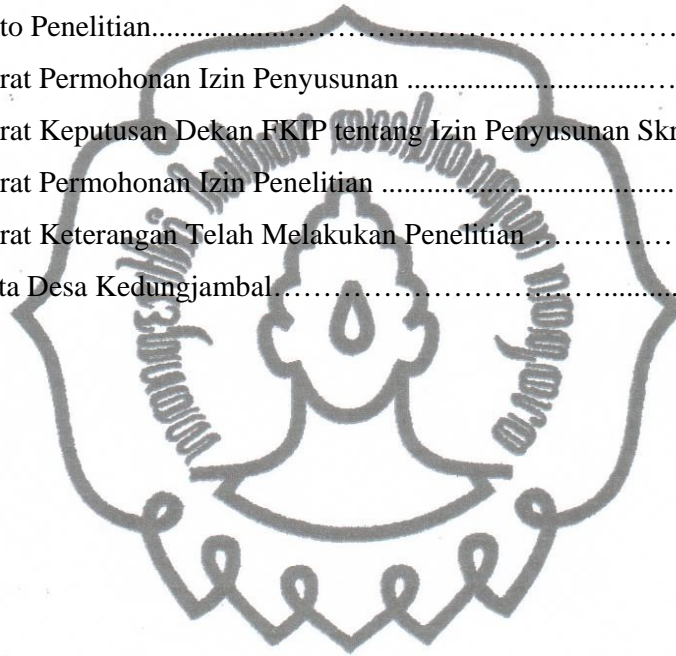 to Penelitian...............………………………………………
rat Permohonan Izin Penyusunan ................................…
rat Keputusan Dekan FKIP tentang Izin Penyusunan Skr
rat Permohonan Izin Penelitian ........................................
rat Keterangan Telah Melakukan Penelitian ………………
ta Desa Kedungjambal……………………………….........